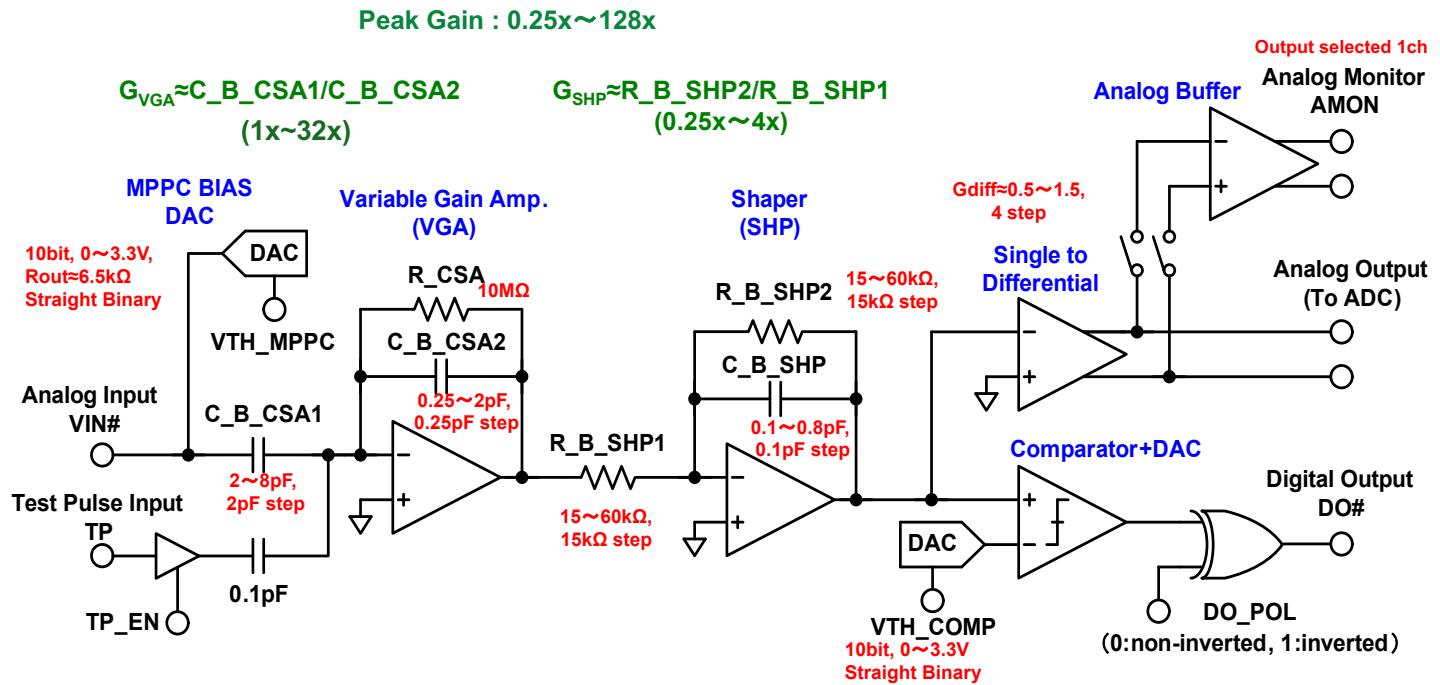 Peak Gain : 0.25x～128x
G_VGA≈C_B_CSA1/C_B_CSA2
(1x~32x)
G_SHP≈R_B_SHP2/R_B_SHP1
(0.25x～4x)
Output selected 1ch
Analog Monitor
AMON
Analog Buffer
MPPC BIAS
DAC
10bit, 0～3.3V,
Rout≈6.5kΩ
Straight Binary
DAC
VTH_MPPC
Variable Gain Amp.
(VGA)
R_CSA
10MΩ
C_B_CSA2
0.25～2pF,
0.25pF step
Shaper
(SHP)
15～60kΩ,
15kΩ step
R_B_SHP2
C_B_SHP
0.1～0.8pF,
0.1pF step
Gdiff≈0.5～1.5,
4 step
Single to
Differential
Analog Output
(To ADC)
Analog Input
VIN#
C_B_CSA1
2～8pF,
2pF step
Test Pulse Input
TP
TP_EN
0.1pF
R_B_SHP1
15～60kΩ,
15kΩ step
−
+
−
+
−
+
−
+
Comparator+DAC
+
−
DAC
VTH_COMP
10bit, 0～3.3V
Straight Binary
Digital Output
DO#
DO_POL
（0:non-inverted, 1:inverted）